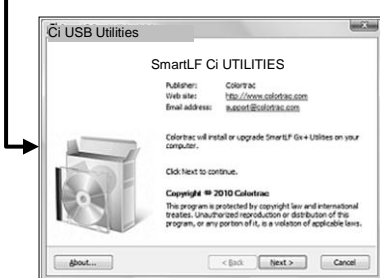 Ci USB Utilities
SmartLF Ci UTILITIES
Publisher: Colortrac
Web site: http://www.colortrac.com
Email address: support@colortrac.com
Colortrac will install or upgrade SmartLF Gx+ Utilities on your
computer.
Click Next to continue.
Copyright © 2010 Colortrac
This program is protected by copyright law and international
treaties. Unauthorized reproduction or distribution of this
program, or any portion of it, is a violation of applicable laws.
About... < Back Next > Cancel